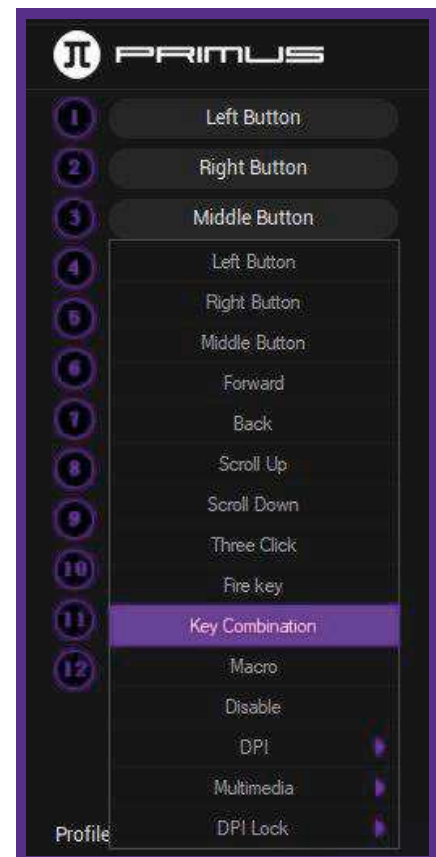 PRIMUS
1 Left Button
2 Right Button
3 Middle Button
4 Left Button
5 Right Button
Middle Button
6 Forward
7 Back
8 Scroll Up
9 Scroll Down
Three Click
10 Fire key
11 Key Combination
12 Macro
Disable
DPI
Multimedia
Profile DPI Lock